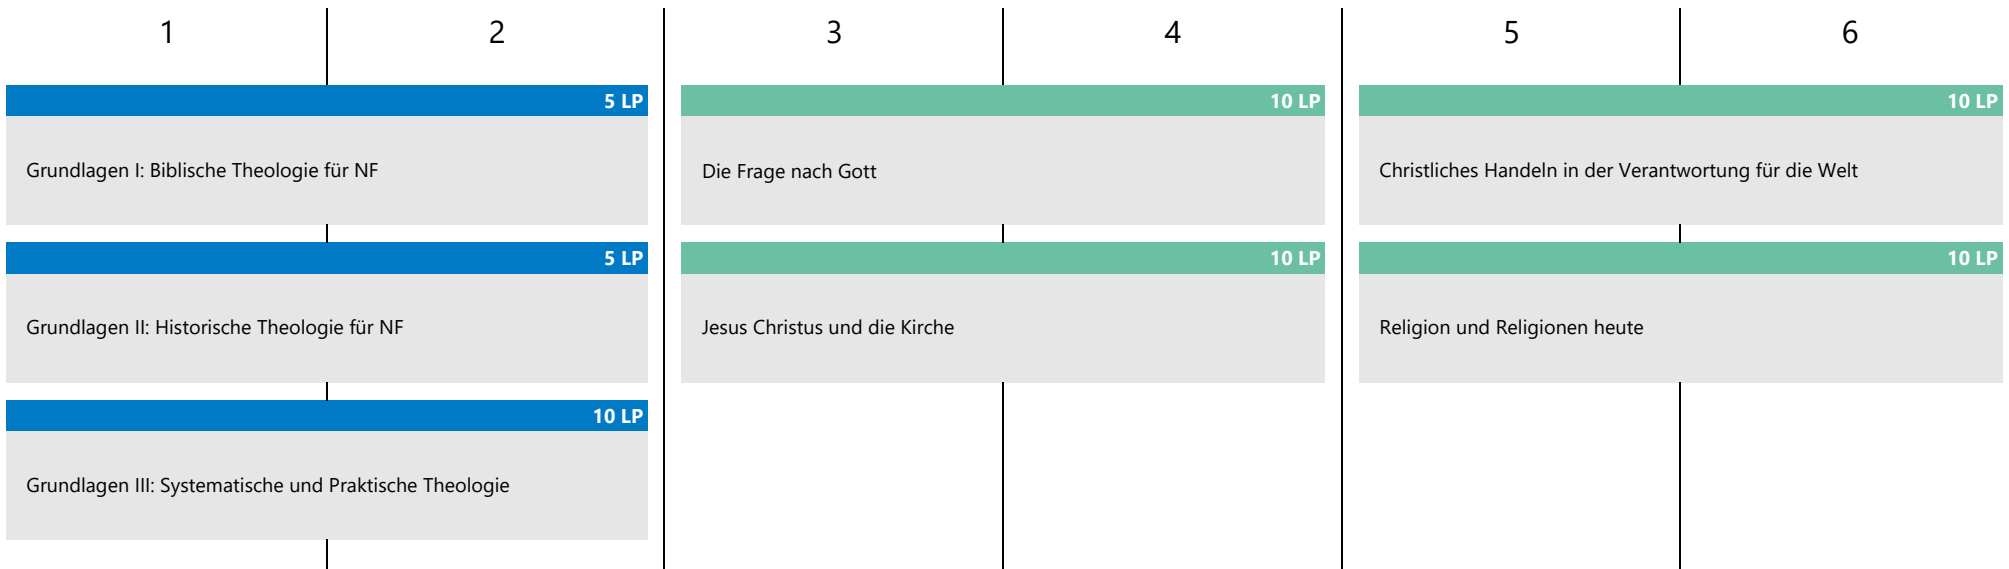 1 2 3 4 5 6
5 LP 10 LP 10 LP
Grundlagen I: Biblische Theologie für NF
Die Frage nach Gott
Christliches Handeln in der Verantwortung für die Welt
5 LP 10 LP 10 LP
Grundlagen II: Historische Theologie für NF
Jesus Christus und die Kirche
Religion und Religionen heute
10 LP
Grundlagen III: Systematische und Praktische Theologie